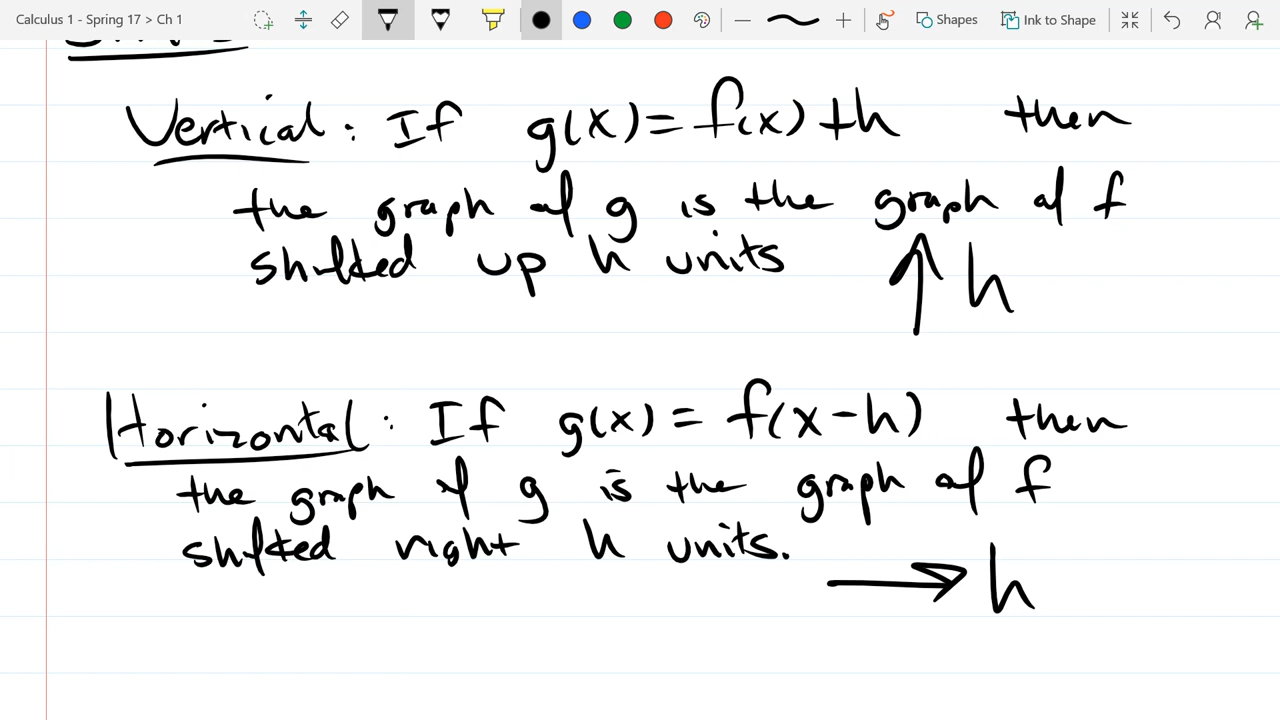 Calculus 1 - Spring 17 > Ch 1
Shapes
Ink to Shape
Vertical: If g(x) = f(x) + h then
the graph of g is the graph of f
shifted up h units
h
Horizontal: If g(x) = f(x-h) then
the graph of g is the graph of f
shifted right h units.
h